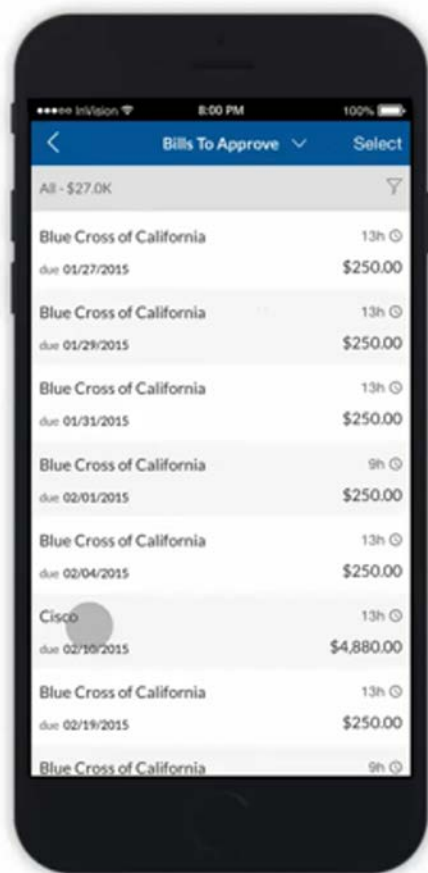 InVision 8:00 PM 100%
Bills To Approve Select
All - $27.0K
Blue Cross of California 13h
due 01/27/2015 $250.00
Blue Cross of California 13h
due 01/29/2015 $250.00
Blue Cross of California 13h
due 01/31/2015 $250.00
Blue Cross of California 9h
due 02/01/2015 $250.00
Blue Cross of California 13h
due 02/04/2015 $250.00
Cisco 13h
due 02/10/2015 $4,880.00
Blue Cross of California 13h
due 02/19/2015 $250.00
Blue Cross of California 9h